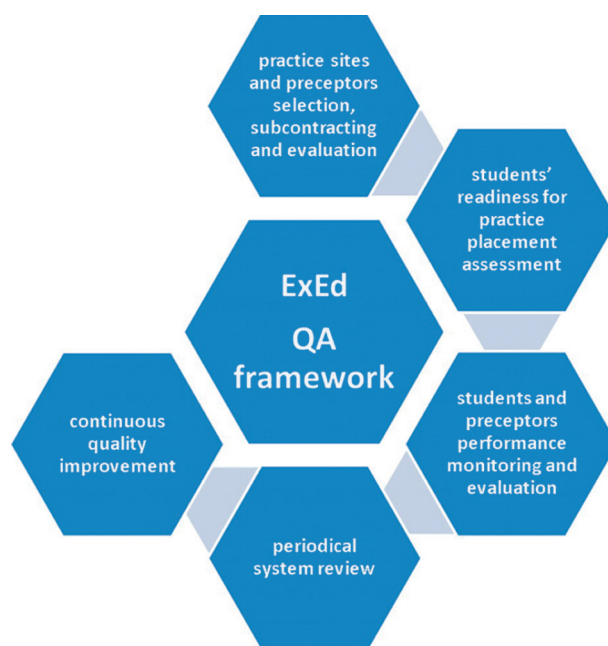 practice sites
and preceptors
selection,
subcontracting
and evaluation
students'
readiness for
practice
placement
assessment
ExEd
QA
framework
students and
preceptors
performance
monitoring and
evaluation
continuous
quality
improvement
periodical
system review